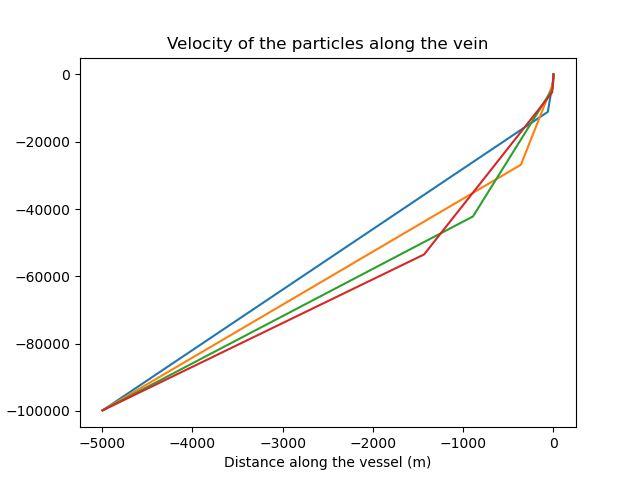 Velocity of the particles along the vein
0
−20000
−40000
−60000
−80000
−100000
−5000 −4000 −3000 −2000 −1000 0
Distance along the vessel (m)